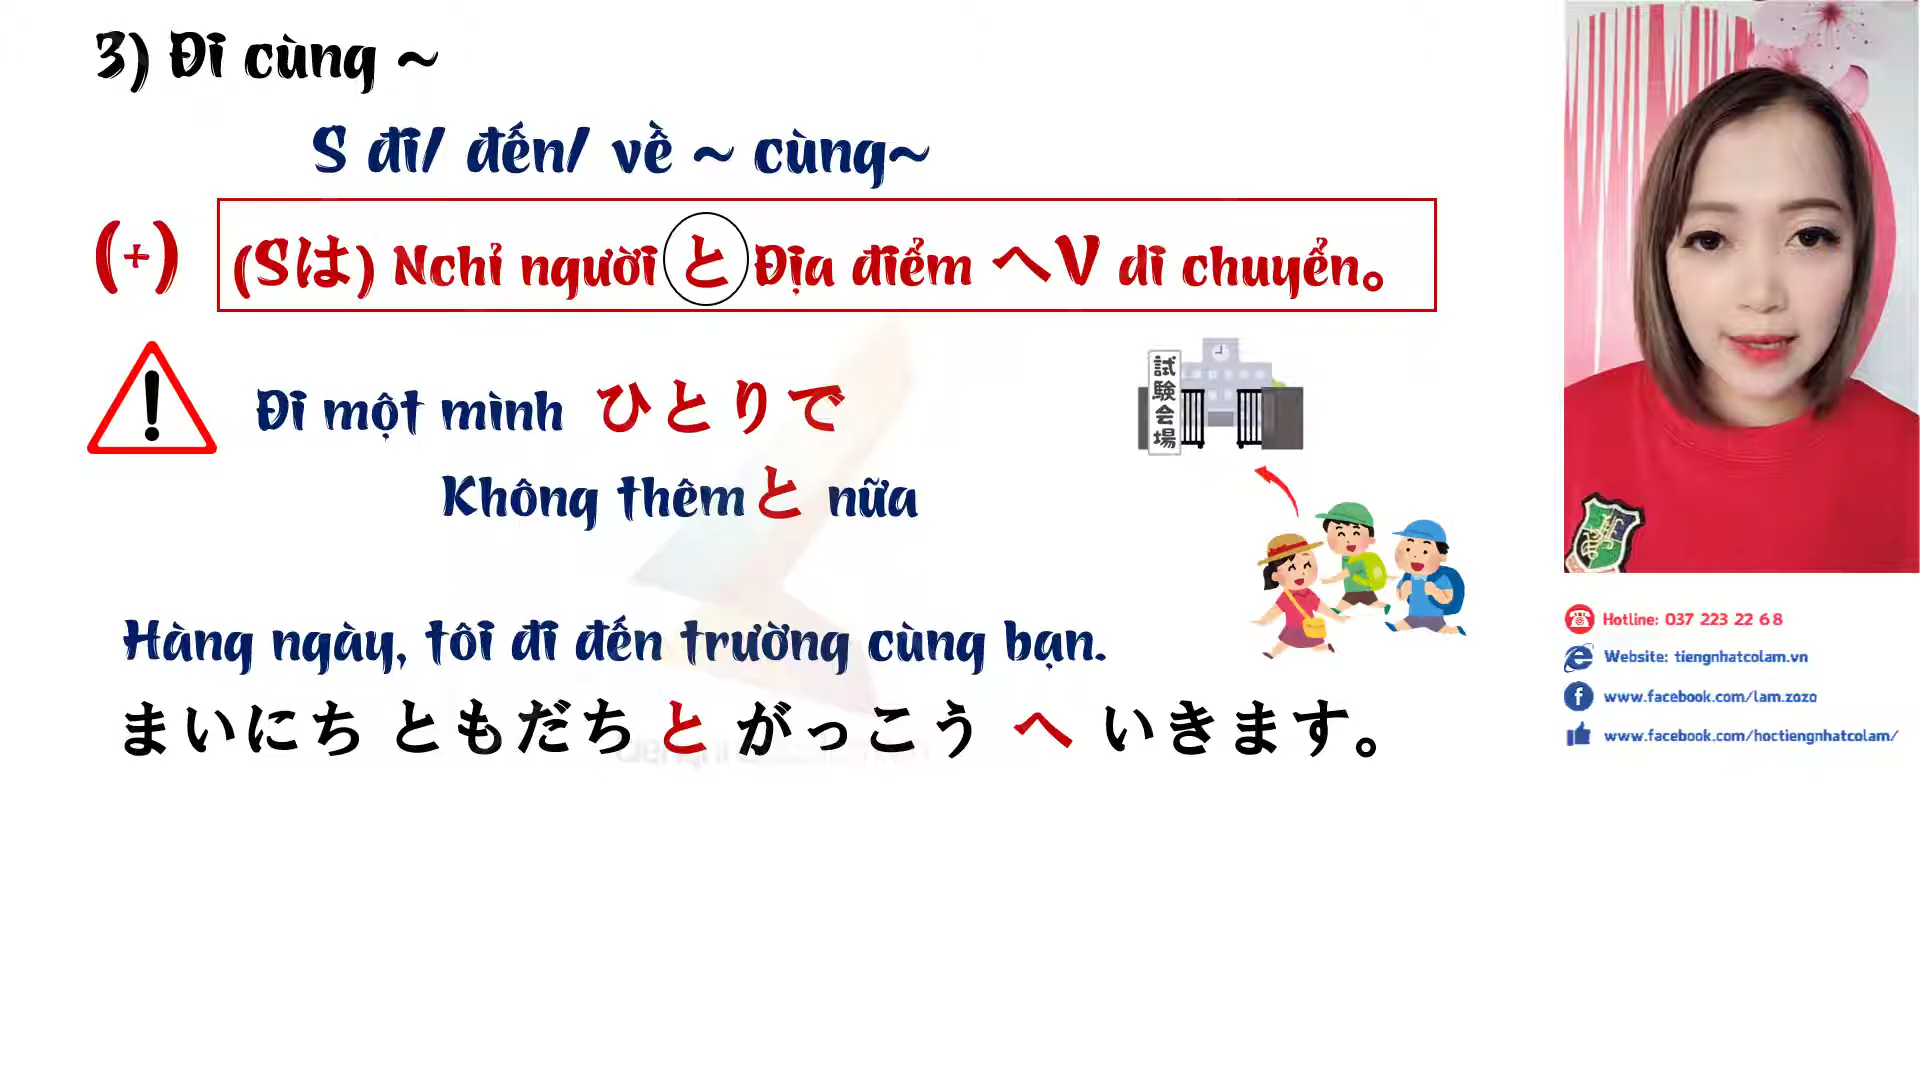 3) Đi cùng ~
S đi/ đến/ về ~ cùng~
(+) (Sは) Nchỉ người と Địa điểm へV di chuyển。
Đi một mình ひとりで
Không thêm と nữa
試験会場
Hàng ngày, tôi đi đến trường cùng bạn.
まいにち ともだち と がっこう へ いきます。
Hotline: 037 223 22 68
Website: tiengnhatcolam.vn
www.facebook.com/lam.zozo
www.facebook.com/hoctiengnhatcolam/